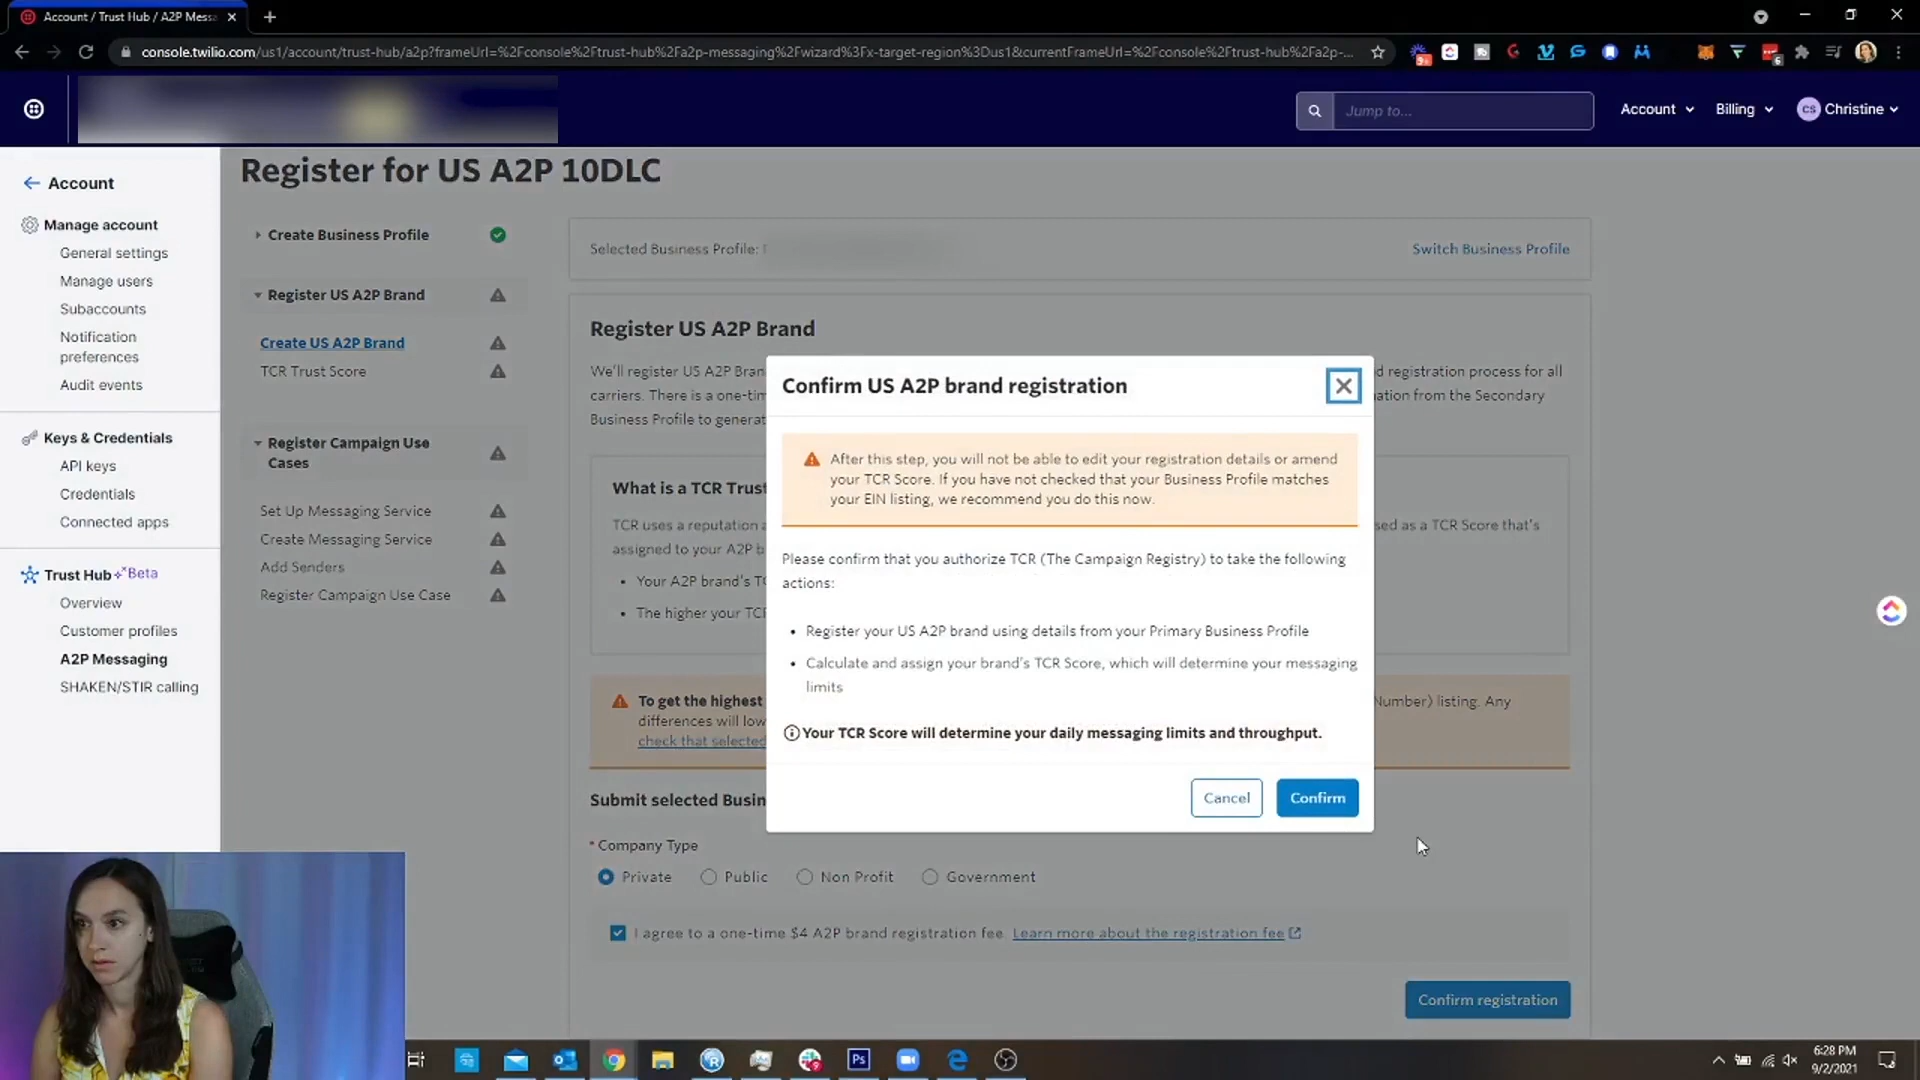 Account / Trust Hub / A2P Messa
console.twilio.com/us1/account/trust-hub/a2p?frameUrl=%2Fconsole%2Ftrust-hub%2Fa2p-messaging%2Fwizard%3Fx-target-region%3Dus1&currentFrameUrl=%2Fconsole%2Ftrust-hub%2Fa2p-...
Jump to...
Account
Billing
CS Christine
Account
Manage account
General settings
Manage users
Subaccounts
Notification
preferences
Audit events
Keys & Credentials
API keys
Credentials
Connected apps
Trust Hub Beta
Overview
Customer profiles
A2P Messaging
SHAKEN/STIR calling
Register for US A2P 10DLC
Create Business Profile
Register US A2P Brand
Create US A2P Brand
TCR Trust Score
Register Campaign Use
Cases
Set Up Messaging Service
Create Messaging Service
Add Senders
Register Campaign Use Case
Selected Business Profile:
Switch Business Profile
Register US A2P Brand
We'll register US A2P Bran
d registration process for all
carriers. There is a one-tim
ation from the Secondary
Business Profile to generat
What is a TCR Trust
TCR uses a reputation a
sed as a TCR Score that's
assigned to your A2P b
• Your A2P brand's TC
• The higher your TCR
To get the highest
Number) listing. Any
differences will low
check that selected
Submit selected Busin
* Company Type
Private
Public
Non Profit
Government
I agree to a one-time $4 A2P brand registration fee. Learn more about the registration fee
Confirm registration
Confirm US A2P brand registration
After this step, you will not be able to edit your registration details or amend
your TCR Score. If you have not checked that your Business Profile matches
your EIN listing, we recommend you do this now.
Please confirm that you authorize TCR (The Campaign Registry) to take the following
actions:
• Register your US A2P brand using details from your Primary Business Profile
• Calculate and assign your brand's TCR Score, which will determine your messaging
limits
Your TCR Score will determine your daily messaging limits and throughput.
Cancel
Confirm
Ps
6:28 PM
9/2/2021